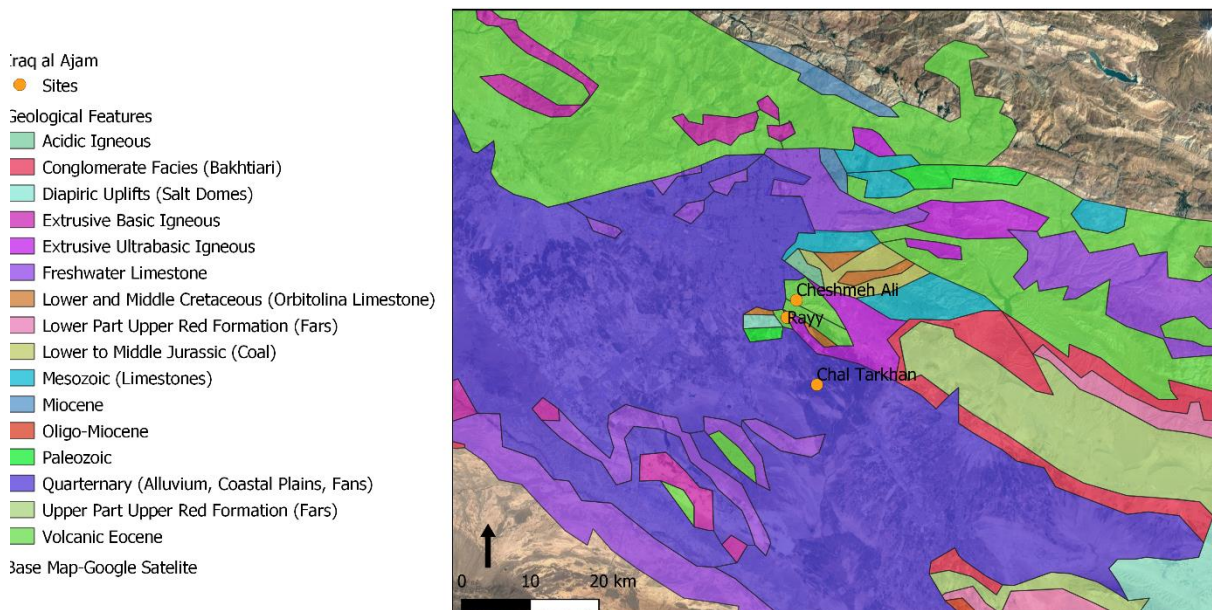 Iraq al Ajam
Sites
Geological Features
Acidic Igneous
Conglomerate Facies (Bakhtiari)
Diapiric Uplifts (Salt Domes)
Extrusive Basic Igneous
Extrusive Ultrabasic Igneous
Freshwater Limestone
Lower and Middle Cretaceous (Orbitolina Limestone)
Lower Part Upper Red Formation (Fars)
Lower to Middle Jurassic (Coal)
Mesozoic (Limestones)
Miocene
Oligo-Miocene
Paleozoic
Quarternary (Alluvium, Coastal Plains, Fans)
Upper Part Upper Red Formation (Fars)
Volcanic Eocene
Base Map-Google Satelite
Cheshmeh Ali
Rayy
Chal Tarkhan
0 10 20 km